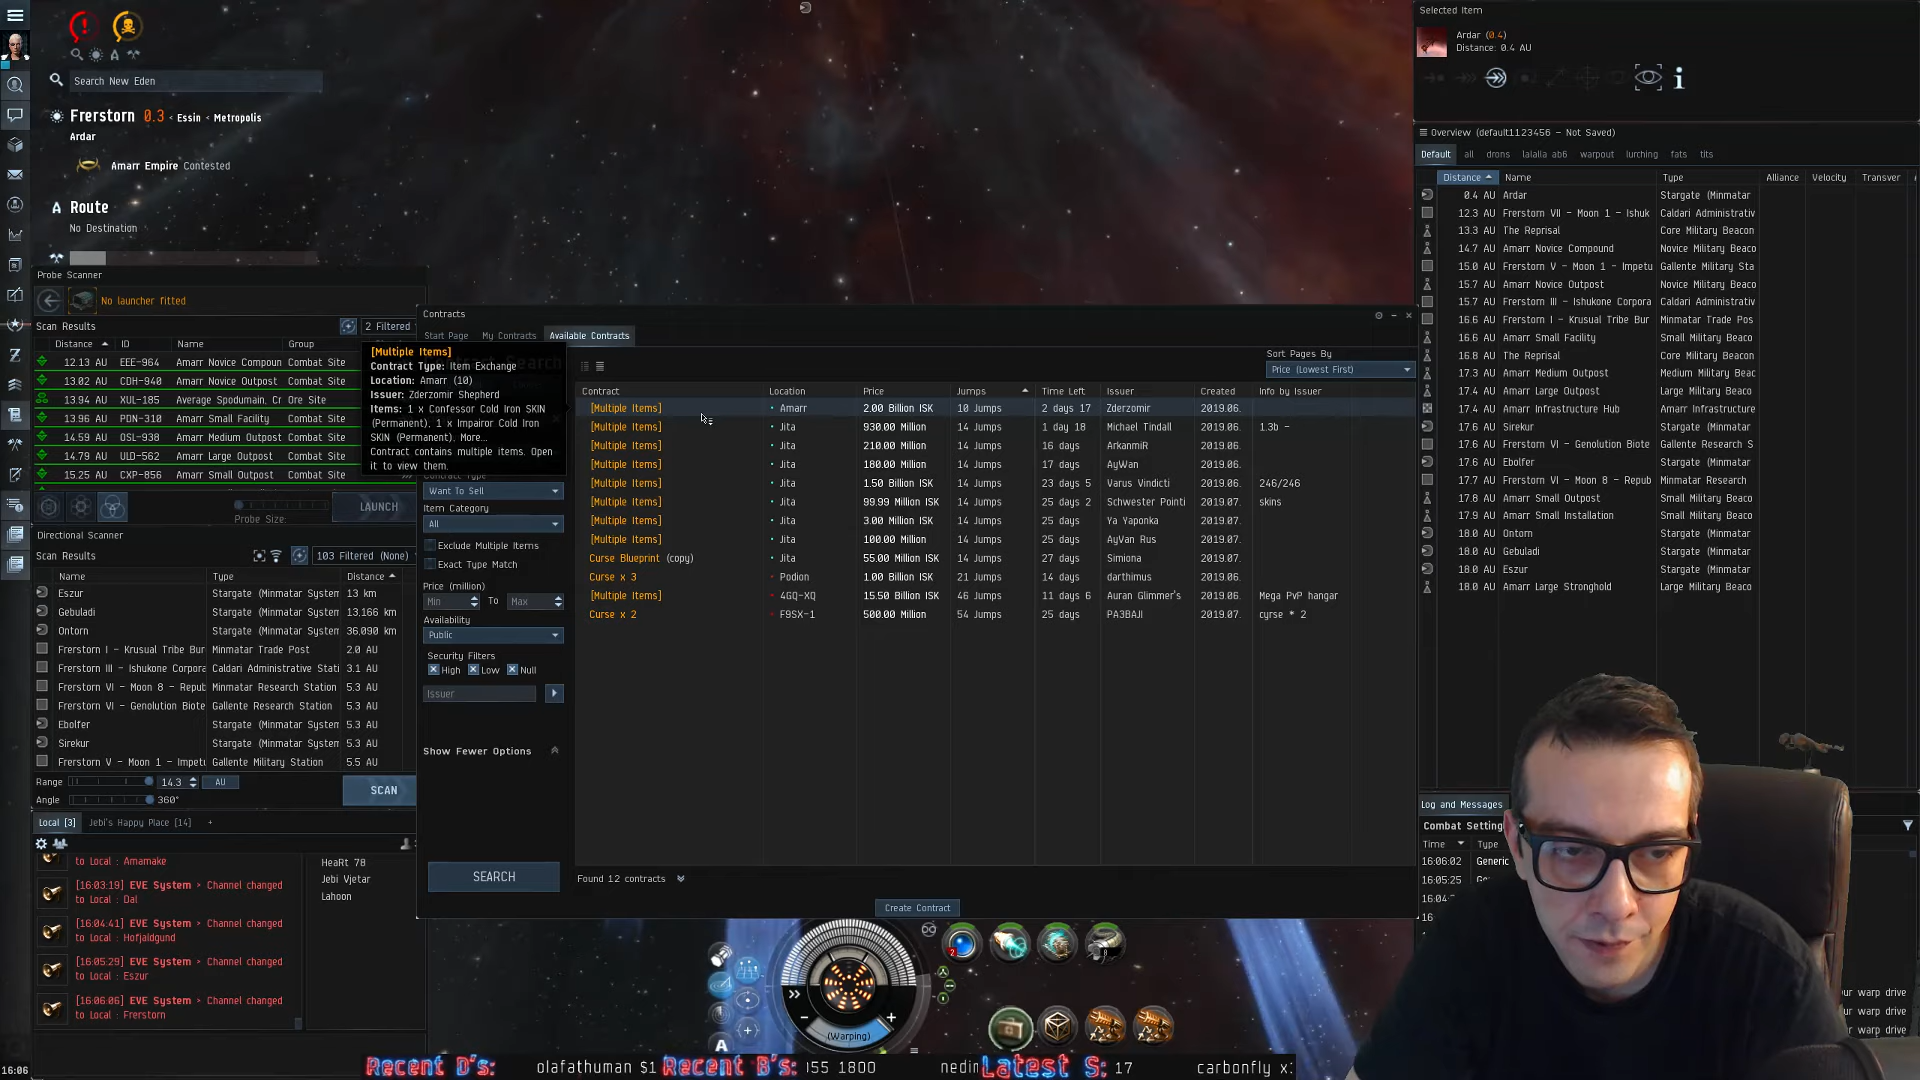 Search New Eden
Frerstorn 0.3 < Essin < Metropolis
Ardar
Amarr Empire Contested
Route
No Destination
Probe Scanner
No launcher fitted
Scan Results
2 Filtered
Distance ID Name Group
12.13 AU EEE-964 Amarr Novice Compoun Combat Site
13.02 AU CDH-940 Amarr Novice Outpost Combat Site
13.94 AU XUL-185 Average Spodumain, Cr Ore Site
13.96 AU PDN-310 Amarr Small Facility Combat Site
14.59 AU OSL-938 Amarr Medium Outpost Combat Site
14.79 AU ULD-562 Amarr Large Outpost Combat Site
15.25 AU CXP-856 Amarr Small Outpost Combat Site
Probe Size:
LAUNCH
Directional Scanner
Scan Results
103 Filtered (None)
Name Type Distance
Eszur Stargate (Minmatar System 13 km
Gebuladi Stargate (Minmatar System 13,166 km
Ontorn Stargate (Minmatar System 36,090 km
Frerstorn I - Krusual Tribe Bur Minmatar Trade Post 2.0 AU
Frerstorn III - Ishukone Corpora Caldari Administrative Stati 3.1 AU
Frerstorn VI - Moon 8 - Repub Minmatar Research Station 5.3 AU
Frerstorn VI - Genolution Biote Gallente Research Station 5.3 AU
Ebolfer Stargate (Minmatar System 5.3 AU
Sirekur Stargate (Minmatar System 5.3 AU
Frerstorn V - Moon 1 - Impetu Gallente Military Station 5.5 AU
Range 14.3 AU
Angle 360°
SCAN
Local [3] Jebi's Happy Place [14] +
to Local : Amamake
[16:03:19] EVE System > Channel changed
to Local : Dal
[16:04:41] EVE System > Channel changed
to Local : Hofjaldgund
[16:05:29] EVE System > Channel changed
to Local : Eszur
[16:06:06] EVE System > Channel changed
to Local : Frerstorn
HeaRt 78
Jebi Vjetar
Lahoon
16:06
Contracts
Start Page My Contracts Available Contracts
[Multiple Items]
Contract Type: Item Exchange
Location: Amarr (10)
Issuer: Zderzomir Shepherd
Items: 1 x Confessor Cold Iron SKIN
(Permanent), 1 x Impairor Cold Iron
SKIN (Permanent), More...
Contract contains multiple items. Open
it to view them.
Want To Sell
Item Category
All
Exclude Multiple Items
Exact Type Match
Price (million)
Min To Max
Availability
Public
Security Filters
High Low Null
Issuer
Show Fewer Options
SEARCH
Sort Pages By
Price (Lowest First)
Contract Location Price Jumps Time Left Issuer Created Info by Issuer
[Multiple Items] Amarr 2.00 Billion ISK 10 Jumps 2 days 17 Zderzomir 2019.06.
[Multiple Items] Jita 930.00 Million 14 Jumps 1 day 18 Michael Tindall 2019.06. 1.3b -
[Multiple Items] Jita 210.00 Million 14 Jumps 16 days ArkanmiR 2019.06.
[Multiple Items] Jita 180.00 Million 14 Jumps 17 days AyWan 2019.06.
[Multiple Items] Jita 1.50 Billion ISK 14 Jumps 23 days 5 Varus Vindicti 2019.06. 246/246
[Multiple Items] Jita 99.99 Million ISK 14 Jumps 25 days 2 Schwester Pointi 2019.07. skins
[Multiple Items] Jita 3.00 Billion ISK 14 Jumps 25 days Ya Yaponka 2019.07.
[Multiple Items] Jita 100.00 Million 14 Jumps 25 days AyVan Rus 2019.07.
Curse Blueprint (copy) Jita 55.00 Million ISK 14 Jumps 27 days Simiona 2019.07.
Curse x 3 Podion 1.00 Billion ISK 21 Jumps 14 days darthimus 2019.06.
[Multiple Items] 4GQ-XQ 15.50 Billion ISK 46 Jumps 11 days 6 Auran Glimmer's 2019.06. Mega PvP hangar
Curse x 2 F9SX-1 500.00 Million 54 Jumps 25 days PA3BAJI 2019.07. cyrse * 2
Found 12 contracts
Create Contract
(Warping)
Selected Item
Ardar (0.4)
Distance: 0.4 AU
Overview (default1123456 - Not Saved)
Default all drons lalalla ab6 warpout lurching fats tits
Distance Name Type Alliance Velocity Transver
0.4 AU Ardar Stargate (Minmatar
12.3 AU Frerstorn VII - Moon 1 - Ishuk Caldari Administrativ
13.3 AU The Reprisal Core Military Beacon
14.7 AU Amarr Novice Compound Novice Military Beaco
15.0 AU Frerstorn V - Moon 1 - Impetu Gallente Military Sta
15.7 AU Amarr Novice Outpost Novice Military Beaco
15.7 AU Frerstorn III - Ishukone Corpora Caldari Administrativ
16.6 AU Frerstorn I - Krusual Tribe Bur Minmatar Trade Pos
16.6 AU Amarr Small Facility Small Military Beaco
16.8 AU The Reprisal Core Military Beacon
17.3 AU Amarr Medium Outpost Medium Military Beac
17.4 AU Amarr Large Outpost Large Military Beaco
17.4 AU Amarr Infrastructure Hub Amarr Infrastructure
17.6 AU Sirekur Stargate (Minmatar
17.6 AU Frerstorn VI - Genolution Biote Gallente Research S
17.6 AU Ebolfer Stargate (Minmatar
17.7 AU Frerstorn VI - Moon 8 - Repub Minmatar Research
17.8 AU Amarr Small Outpost Small Military Beaco
17.9 AU Amarr Small Installation Small Military Beaco
18.0 AU Ontorn Stargate (Minmatar
18.0 AU Gebuladi Stargate (Minmatar
18.0 AU Eszur Stargate (Minmatar
18.0 AU Amarr Large Stronghold Large Military Beaco
Log and Messages
Combat Setting
Time Type
16:06:02 Generic
16:05:25
16:04
16
ur warp drive
ur warp drive
ur warp drive
Recent D's: olafathuman $1 Recent B's: 055 1800 nedin Latest S: 17 carbonfly x